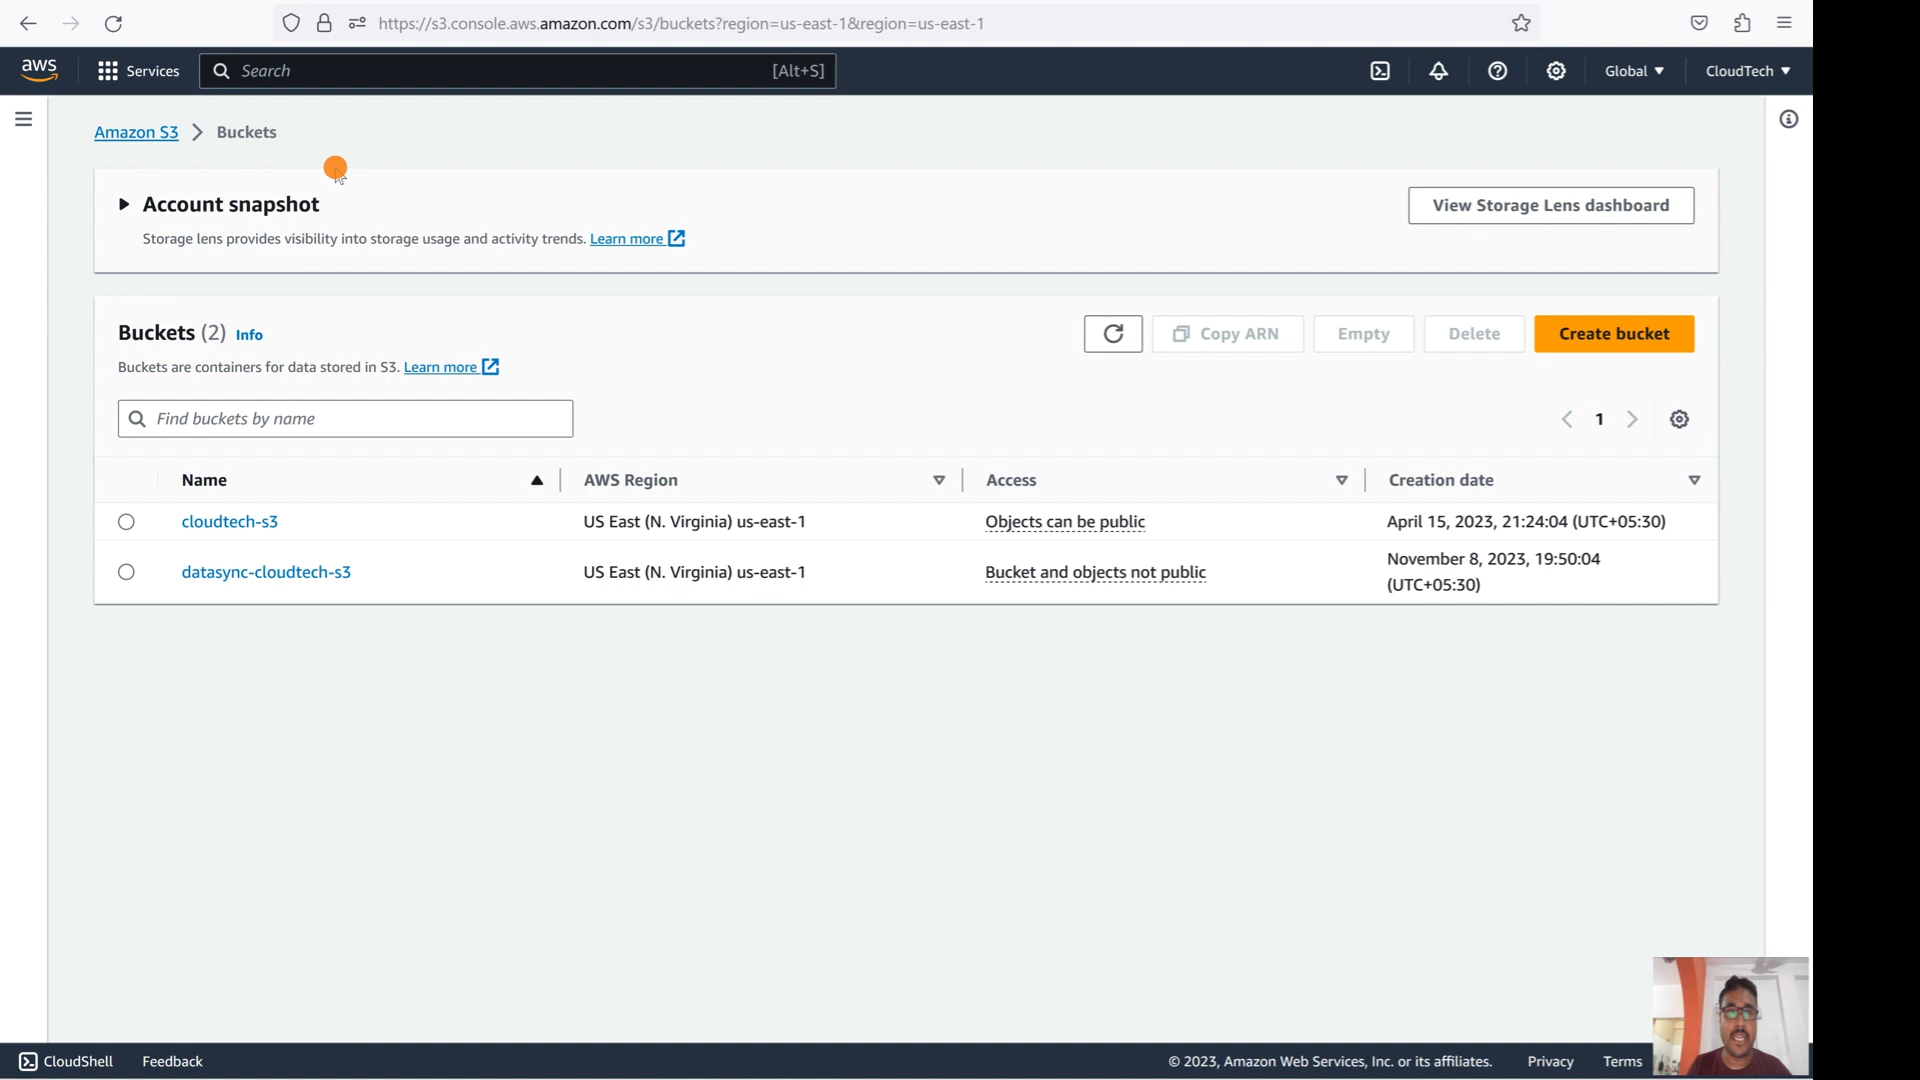 https://s3.console.aws.amazon.com/s3/buckets?region=us-east-1&region=us-east-1
aws Services Search [Alt+S] Global CloudTech
Amazon S3 Buckets
Account snapshot
View Storage Lens dashboard
Storage lens provides visibility into storage usage and activity trends. Learn more
Buckets (2) Info
Copy ARN Empty Delete Create bucket
Buckets are containers for data stored in S3. Learn more
Find buckets by name
1
Name AWS Region Access Creation date
cloudtech-s3 US East (N. Virginia) us-east-1 Objects can be public April 15, 2023, 21:24:04 (UTC+05:30)
datasync-cloudtech-s3 US East (N. Virginia) us-east-1 Bucket and objects not public November 8, 2023, 19:50:04
(UTC+05:30)
CloudShell Feedback © 2023, Amazon Web Services, Inc. or its affiliates. Privacy Terms